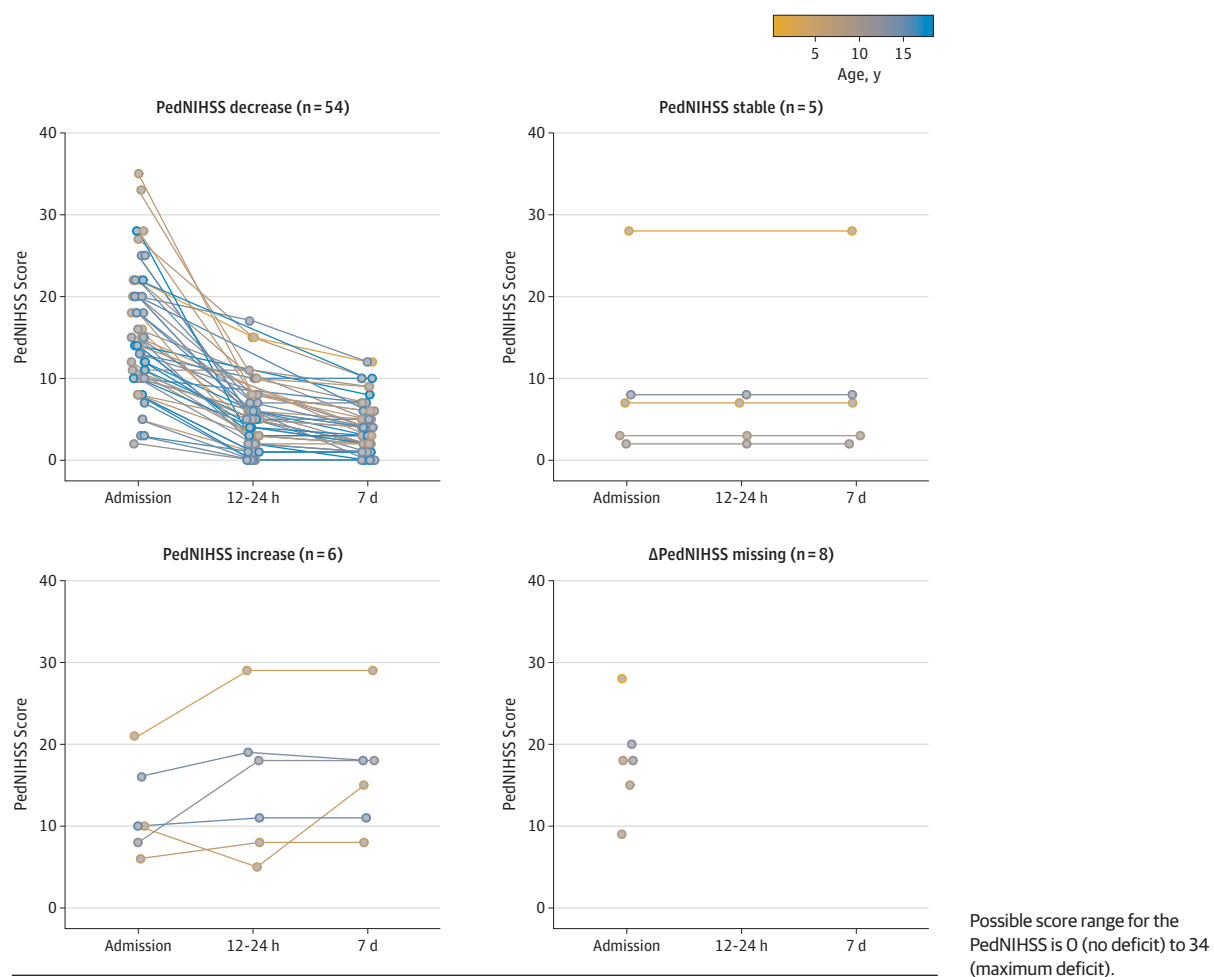 5 10 15
Age, y
PedNIHSS decrease (n = 54)
40
30
20
10
0
PedNIHSS Score
Admission 12-24 h 7 d
PedNIHSS stable (n = 5)
40
30
20
10
0
PedNIHSS Score
Admission 12-24 h 7 d
PedNIHSS increase (n = 6)
40
30
20
10
0
PedNIHSS Score
Admission 12-24 h 7 d
ΔPedNIHSS missing (n = 8)
40
30
20
10
0
PedNIHSS Score
Admission 12-24 h 7 d
Possible score range for the
PedNIHSS is 0 (no deficit) to 34
(maximum deficit).